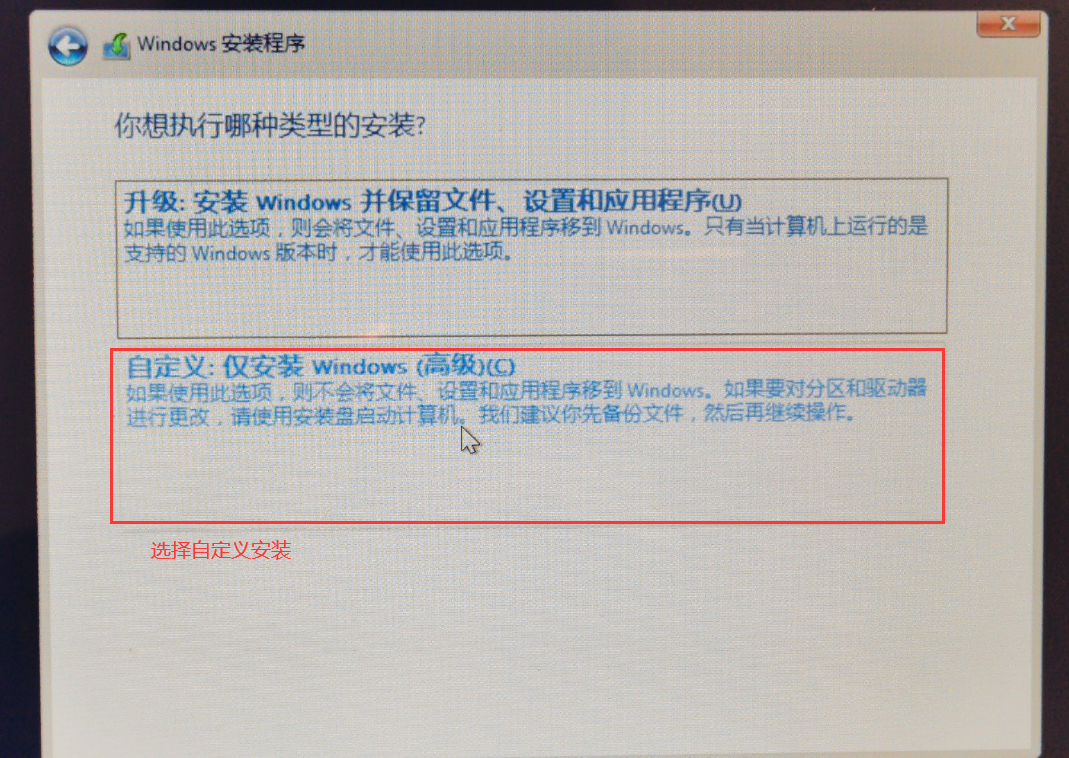 Windows 安装程序
你想执行哪种类型的安装?
升级: 安装 Windows 并保留文件、设置和应用程序(U)
如果使用此选项，则会将文件、设置和应用程序移到 Windows。只有当计算机上运行的是
支持的 Windows 版本时，才能使用此选项。
自定义: 仅安装 Windows (高级)(C)
如果使用此选项，则不会将文件、设置和应用程序移到 Windows。如果要对分区和驱动器
进行更改，请使用安装盘启动计算机。我们建议你先备份文件，然后再继续操作。
选择自定义安装